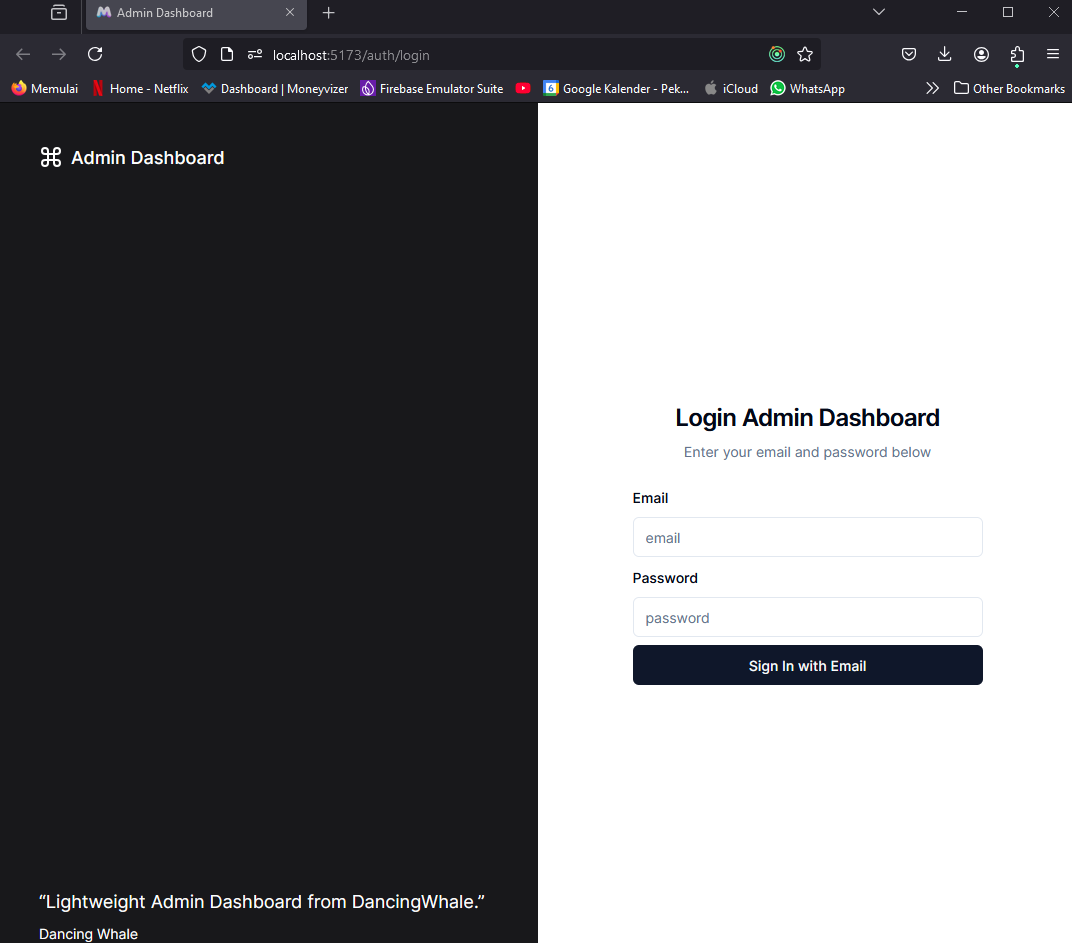 Admin Dashboard
localhost:5173/auth/login
Memulai
Home - Netflix
Dashboard | Moneyvizer
Firebase Emulator Suite
6
Google Kalender - Pek...
iCloud
WhatsApp
Other Bookmarks
Admin Dashboard
Login Admin Dashboard
Enter your email and password below
Email
email
Password
password
Sign In with Email
“Lightweight Admin Dashboard from DancingWhale.”
Dancing Whale